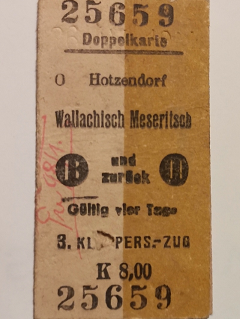 25659
Doppelkarte
O Hotzendorf
Wallachisch Meseritsch
und
zurück
Gültig vier Tage
3. KL. PERS.-ZUG
K 8,00
25659